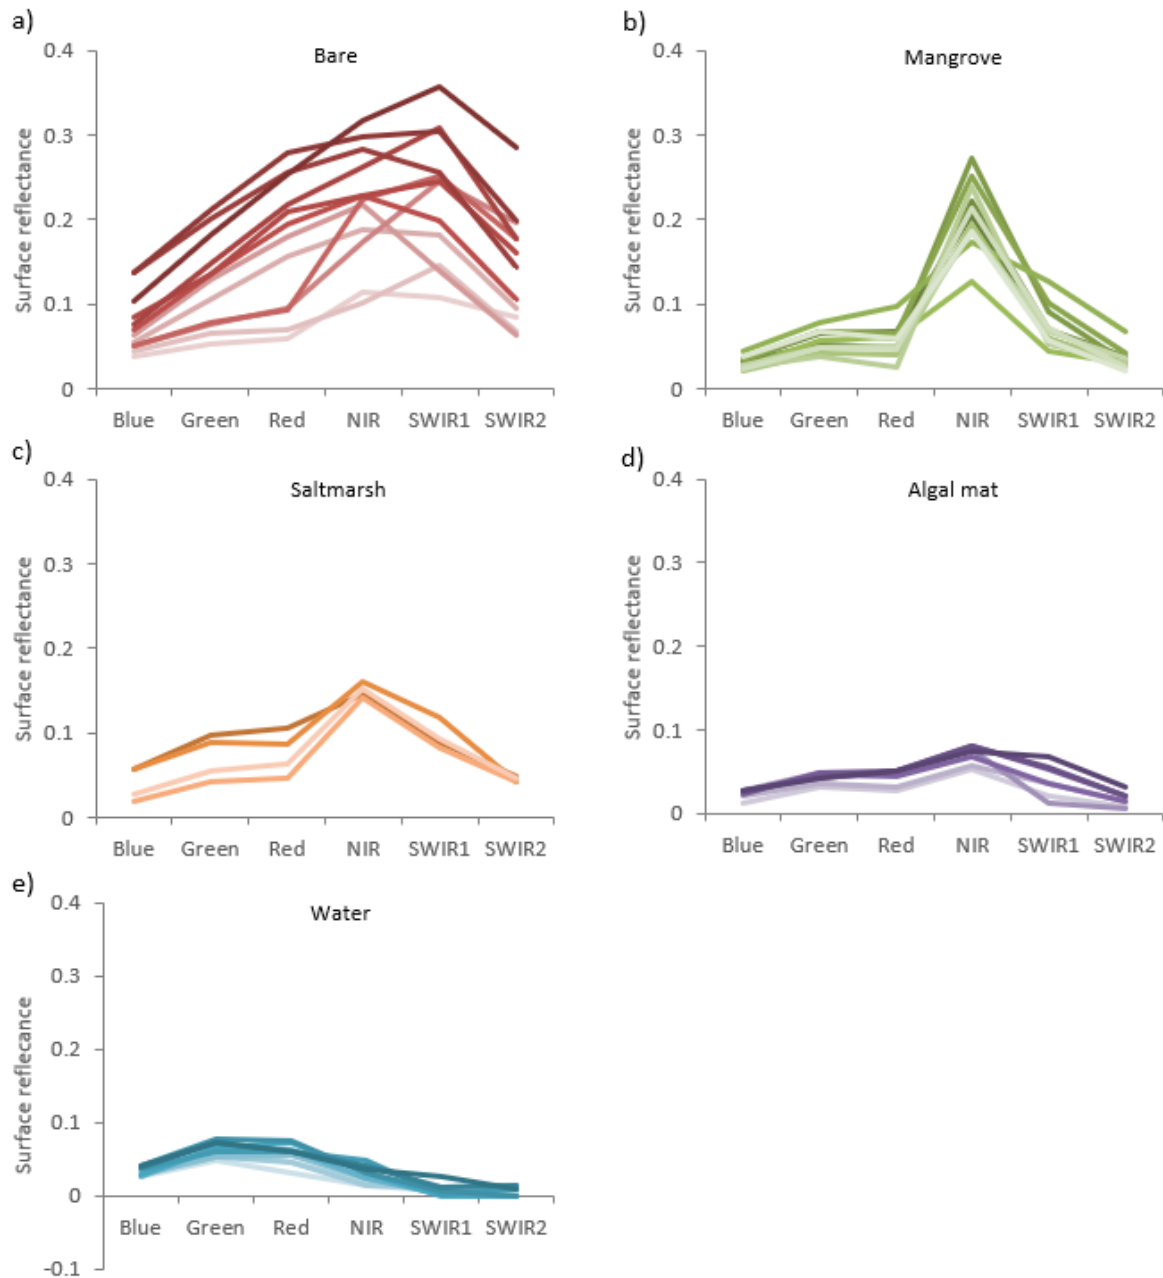 a)
Bare
Surface reflectance
0.4
0.3
0.2
0.1
0
Blue Green Red NIR SWIR1 SWIR2
b)
Mangrove
Surface reflectance
0.4
0.3
0.2
0.1
0
Blue Green Red NIR SWIR1 SWIR2
c)
Saltmarsh
Surface reflectance
0.4
0.3
0.2
0.1
0
Blue Green Red NIR SWIR1 SWIR2
d)
Algal mat
Surface reflectance
0.4
0.3
0.2
0.1
0
Blue Green Red NIR SWIR1 SWIR2
e)
Water
Surface reflecance
0.4
0.3
0.2
0.1
0
-0.1
Blue Green Red NIR SWIR1 SWIR2